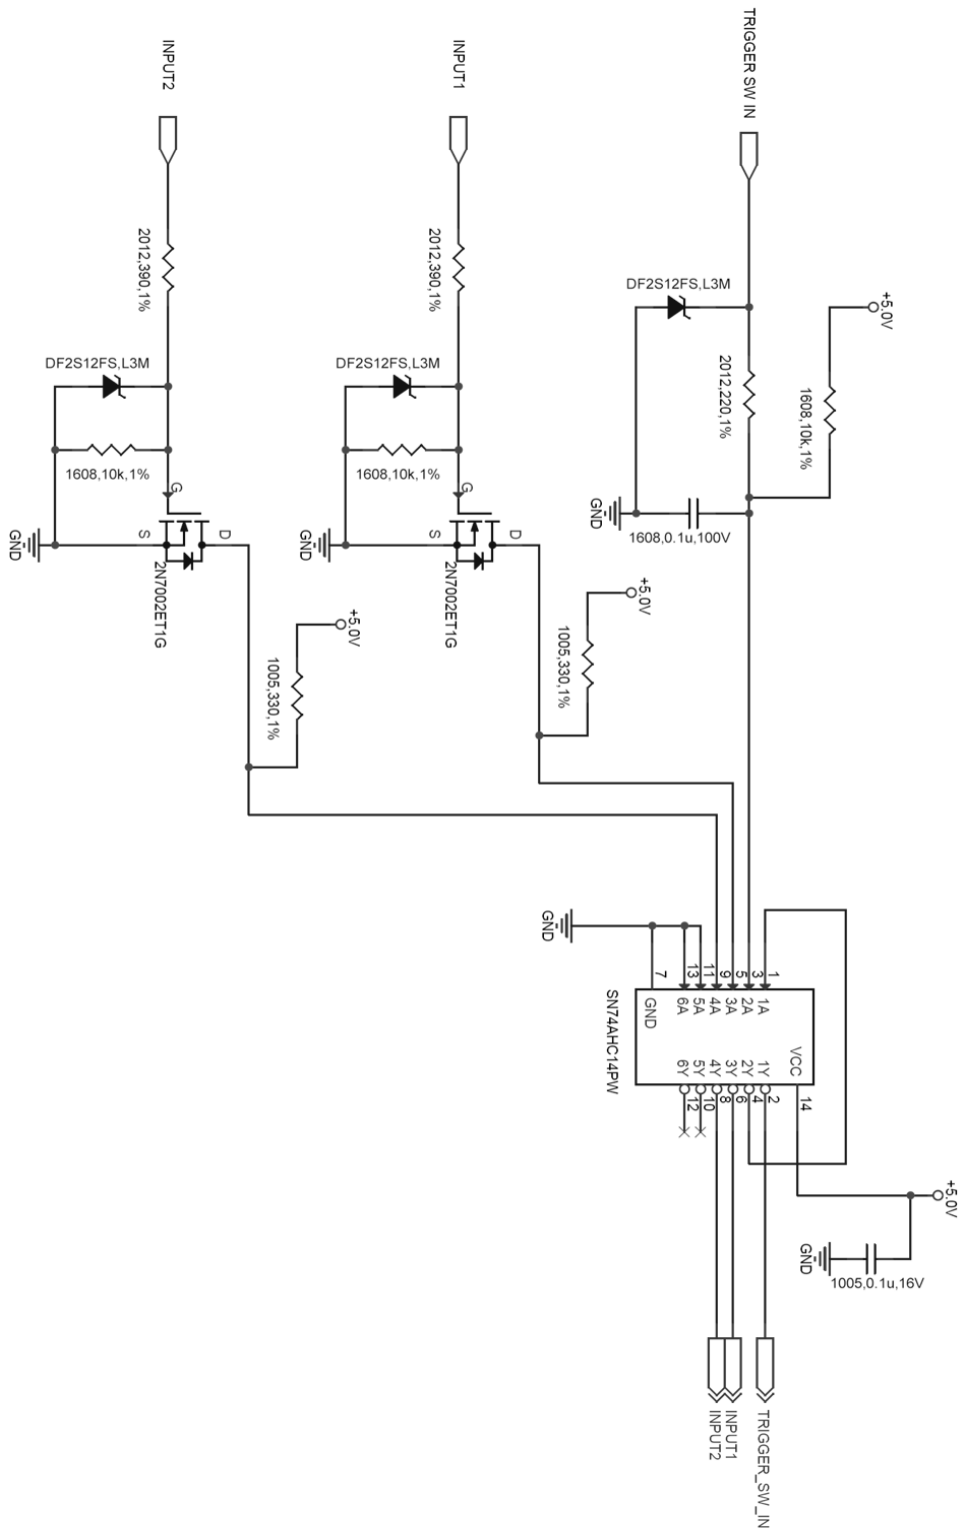 TRIGGER SW IN
+5.0V
DF2S12FS,L3M
2012,220,1%
1608,10k,1%
GND
1608,0.1u,100V
INPUT1
2012,390,1%
DF2S12FS,L3M
1608,10k,1%
G
S
D
GND
2N7002ET1G
+5.0V
1005,330,1%
INPUT2
2012,390,1%
DF2S12FS,L3M
1608,10k,1%
G
S
D
GND
2N7002ET1G
+5.0V
1005,330,1%
GND
1
3
5
9
11
13
7
1A
2A
3A
4A
5A
6A
GND
VCC
1Y
2Y
3Y
4Y
5Y
6Y
14
2
4
6
8
10
12
SN74AHC14PW
+5.0V
GND
1005,0.1u,16V
TRIGGER_SW_IN
INPUT1
INPUT2